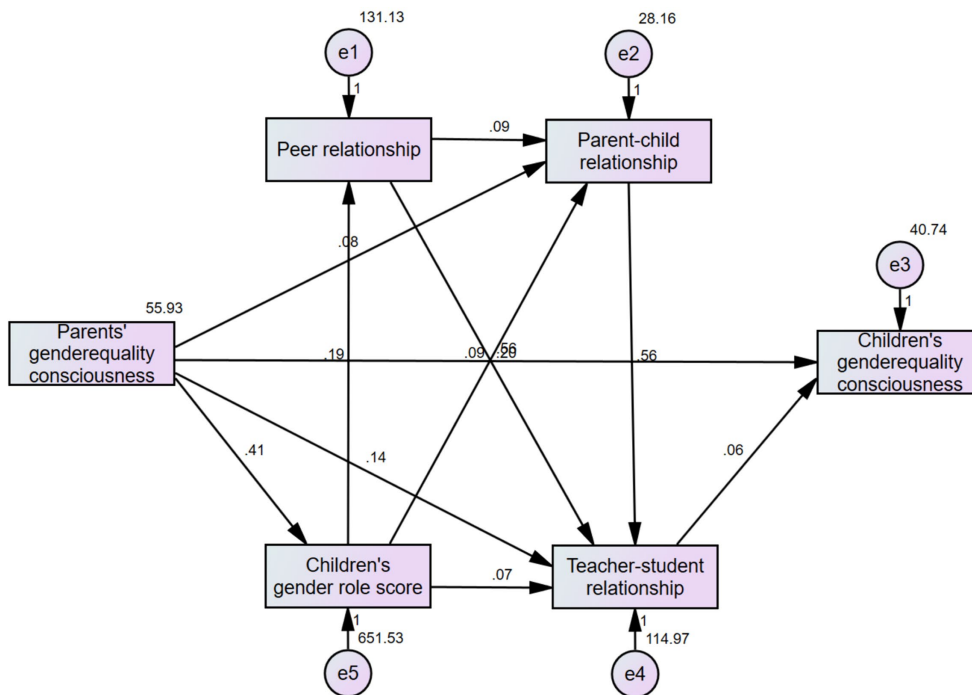 131.13
28.16
e1
e2
1
1
Peer relationship
.09
Parent-child
relationship
40.74
e3
.08
1
55.93
Parents'
genderequality
consciousness
.19
.09
.56
.20
.56
Children's
genderequality
consciousness
.41
.14
.06
Children's
gender role score
.07
Teacher-student
relationship
1
651.53
1
114.97
e5
e4